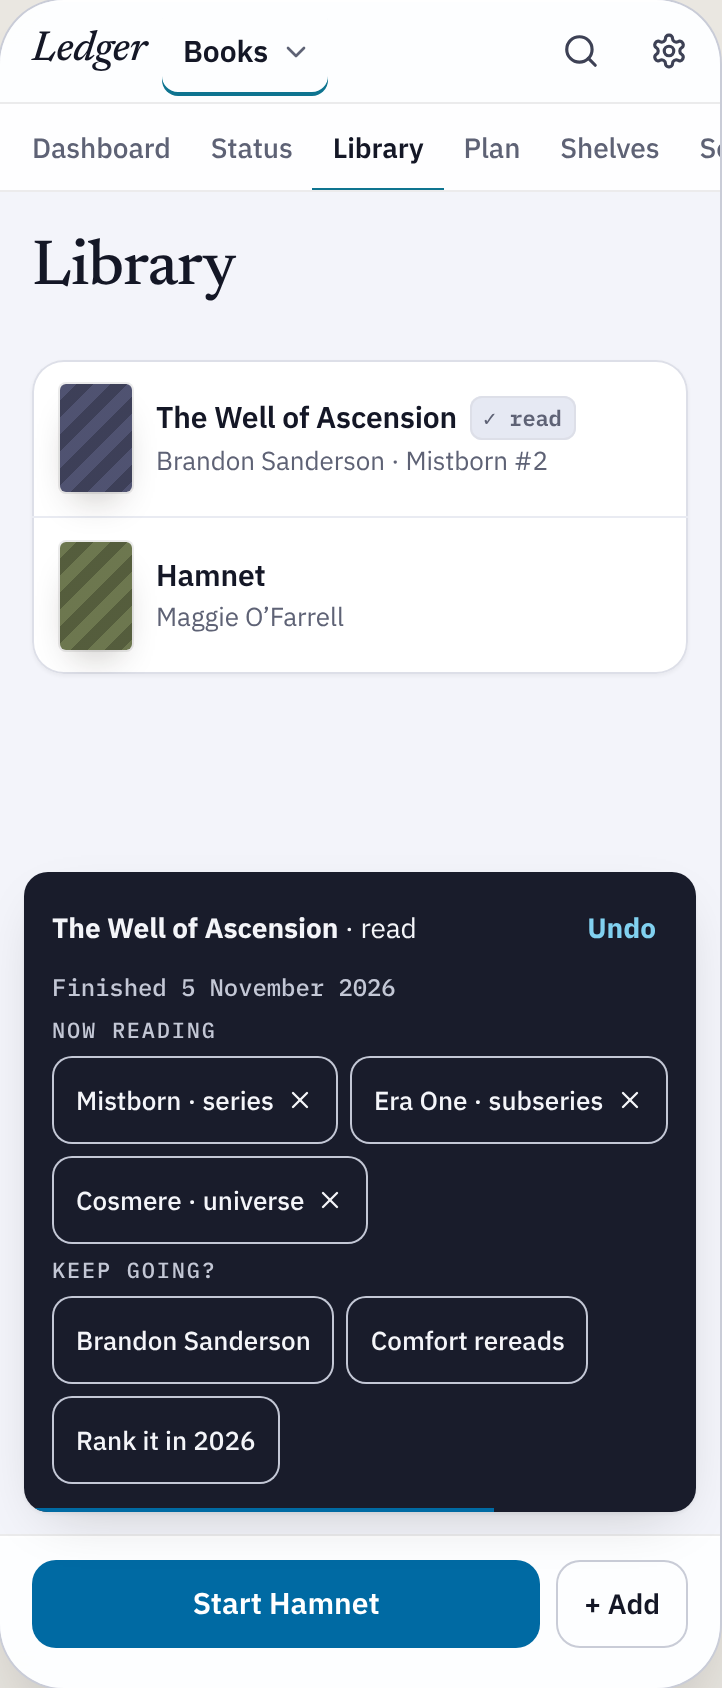 Ledger Books
Dashboard Status Library Plan Shelves
Library
The Well of Ascension ✓ read
Brandon Sanderson · Mistborn #2
Hamnet
Maggie O’Farrell
The Well of Ascension · read Undo
Finished 5 November 2026
NOW READING
Mistborn · series ✕ Era One · subseries ✕
Cosmere · universe ✕
KEEP GOING?
Brandon Sanderson Comfort rereads
Rank it in 2026
Start Hamnet + Add